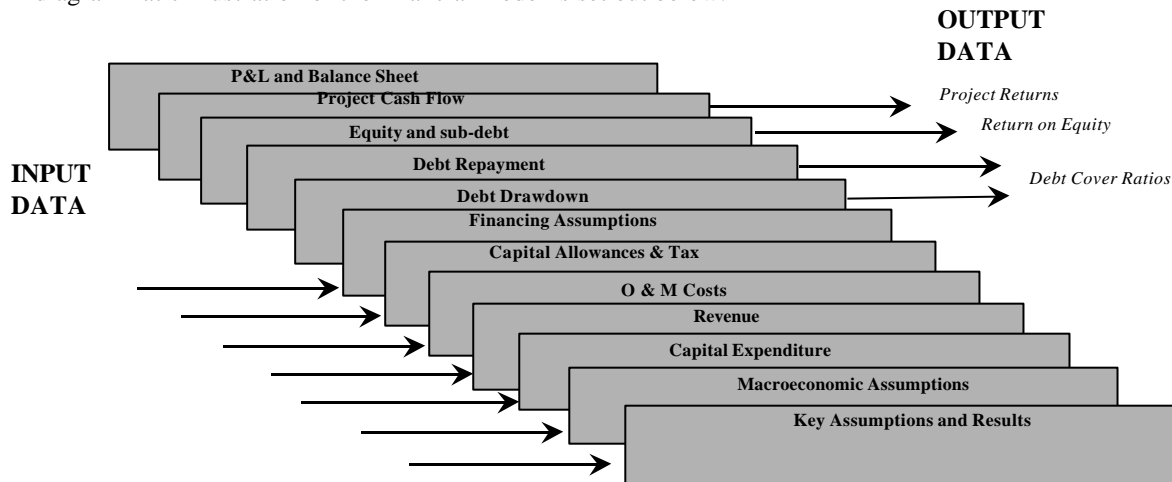 OUTPUT
DATA
P&L and Balance Sheet
Project Cash Flow
Project Returns
Equity and sub-debt
Return on Equity
Debt Repayment
INPUT
DATA
Debt Cover Ratios
Debt Drawdown
Financing Assumptions
Capital Allowances & Tax
O & M Costs
Revenue
Capital Expenditure
Macroeconomic Assumptions
Key Assumptions and Results